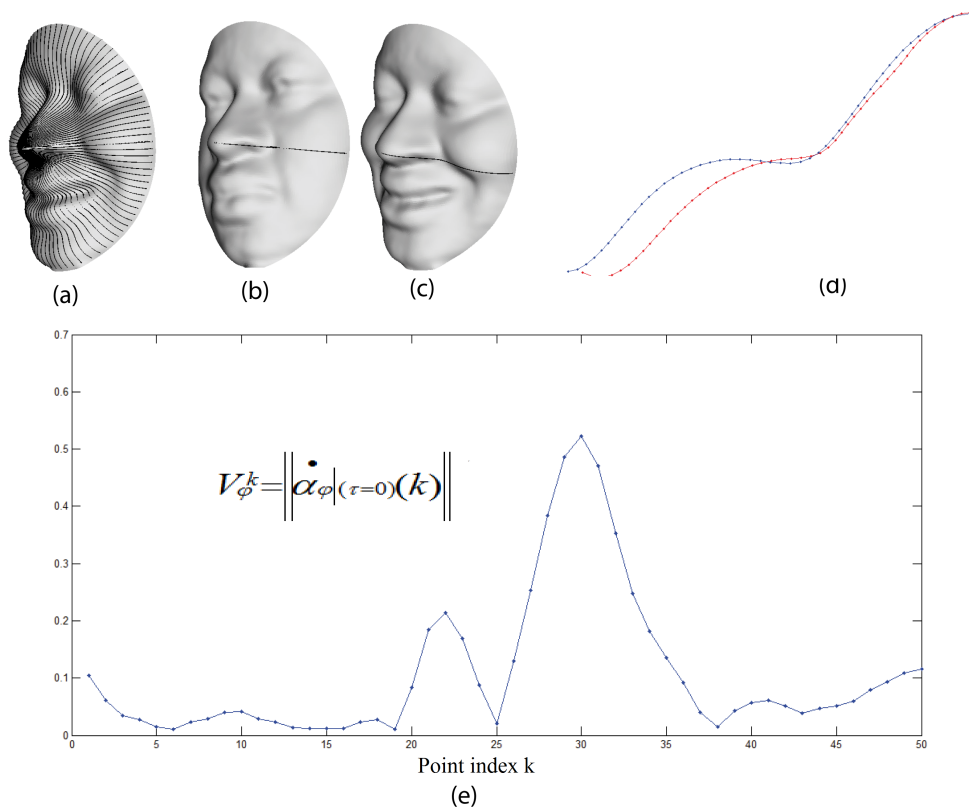 (a)
(b)
(c)
(d)
0.7
0.6
0.5
0.4
0.3
0.2
0.1
0
V_φ^k=‖α̇_φ|(τ=0)(k)‖
0 5 10 15 20 25 30 35 40 45 50
Point index k
(e)